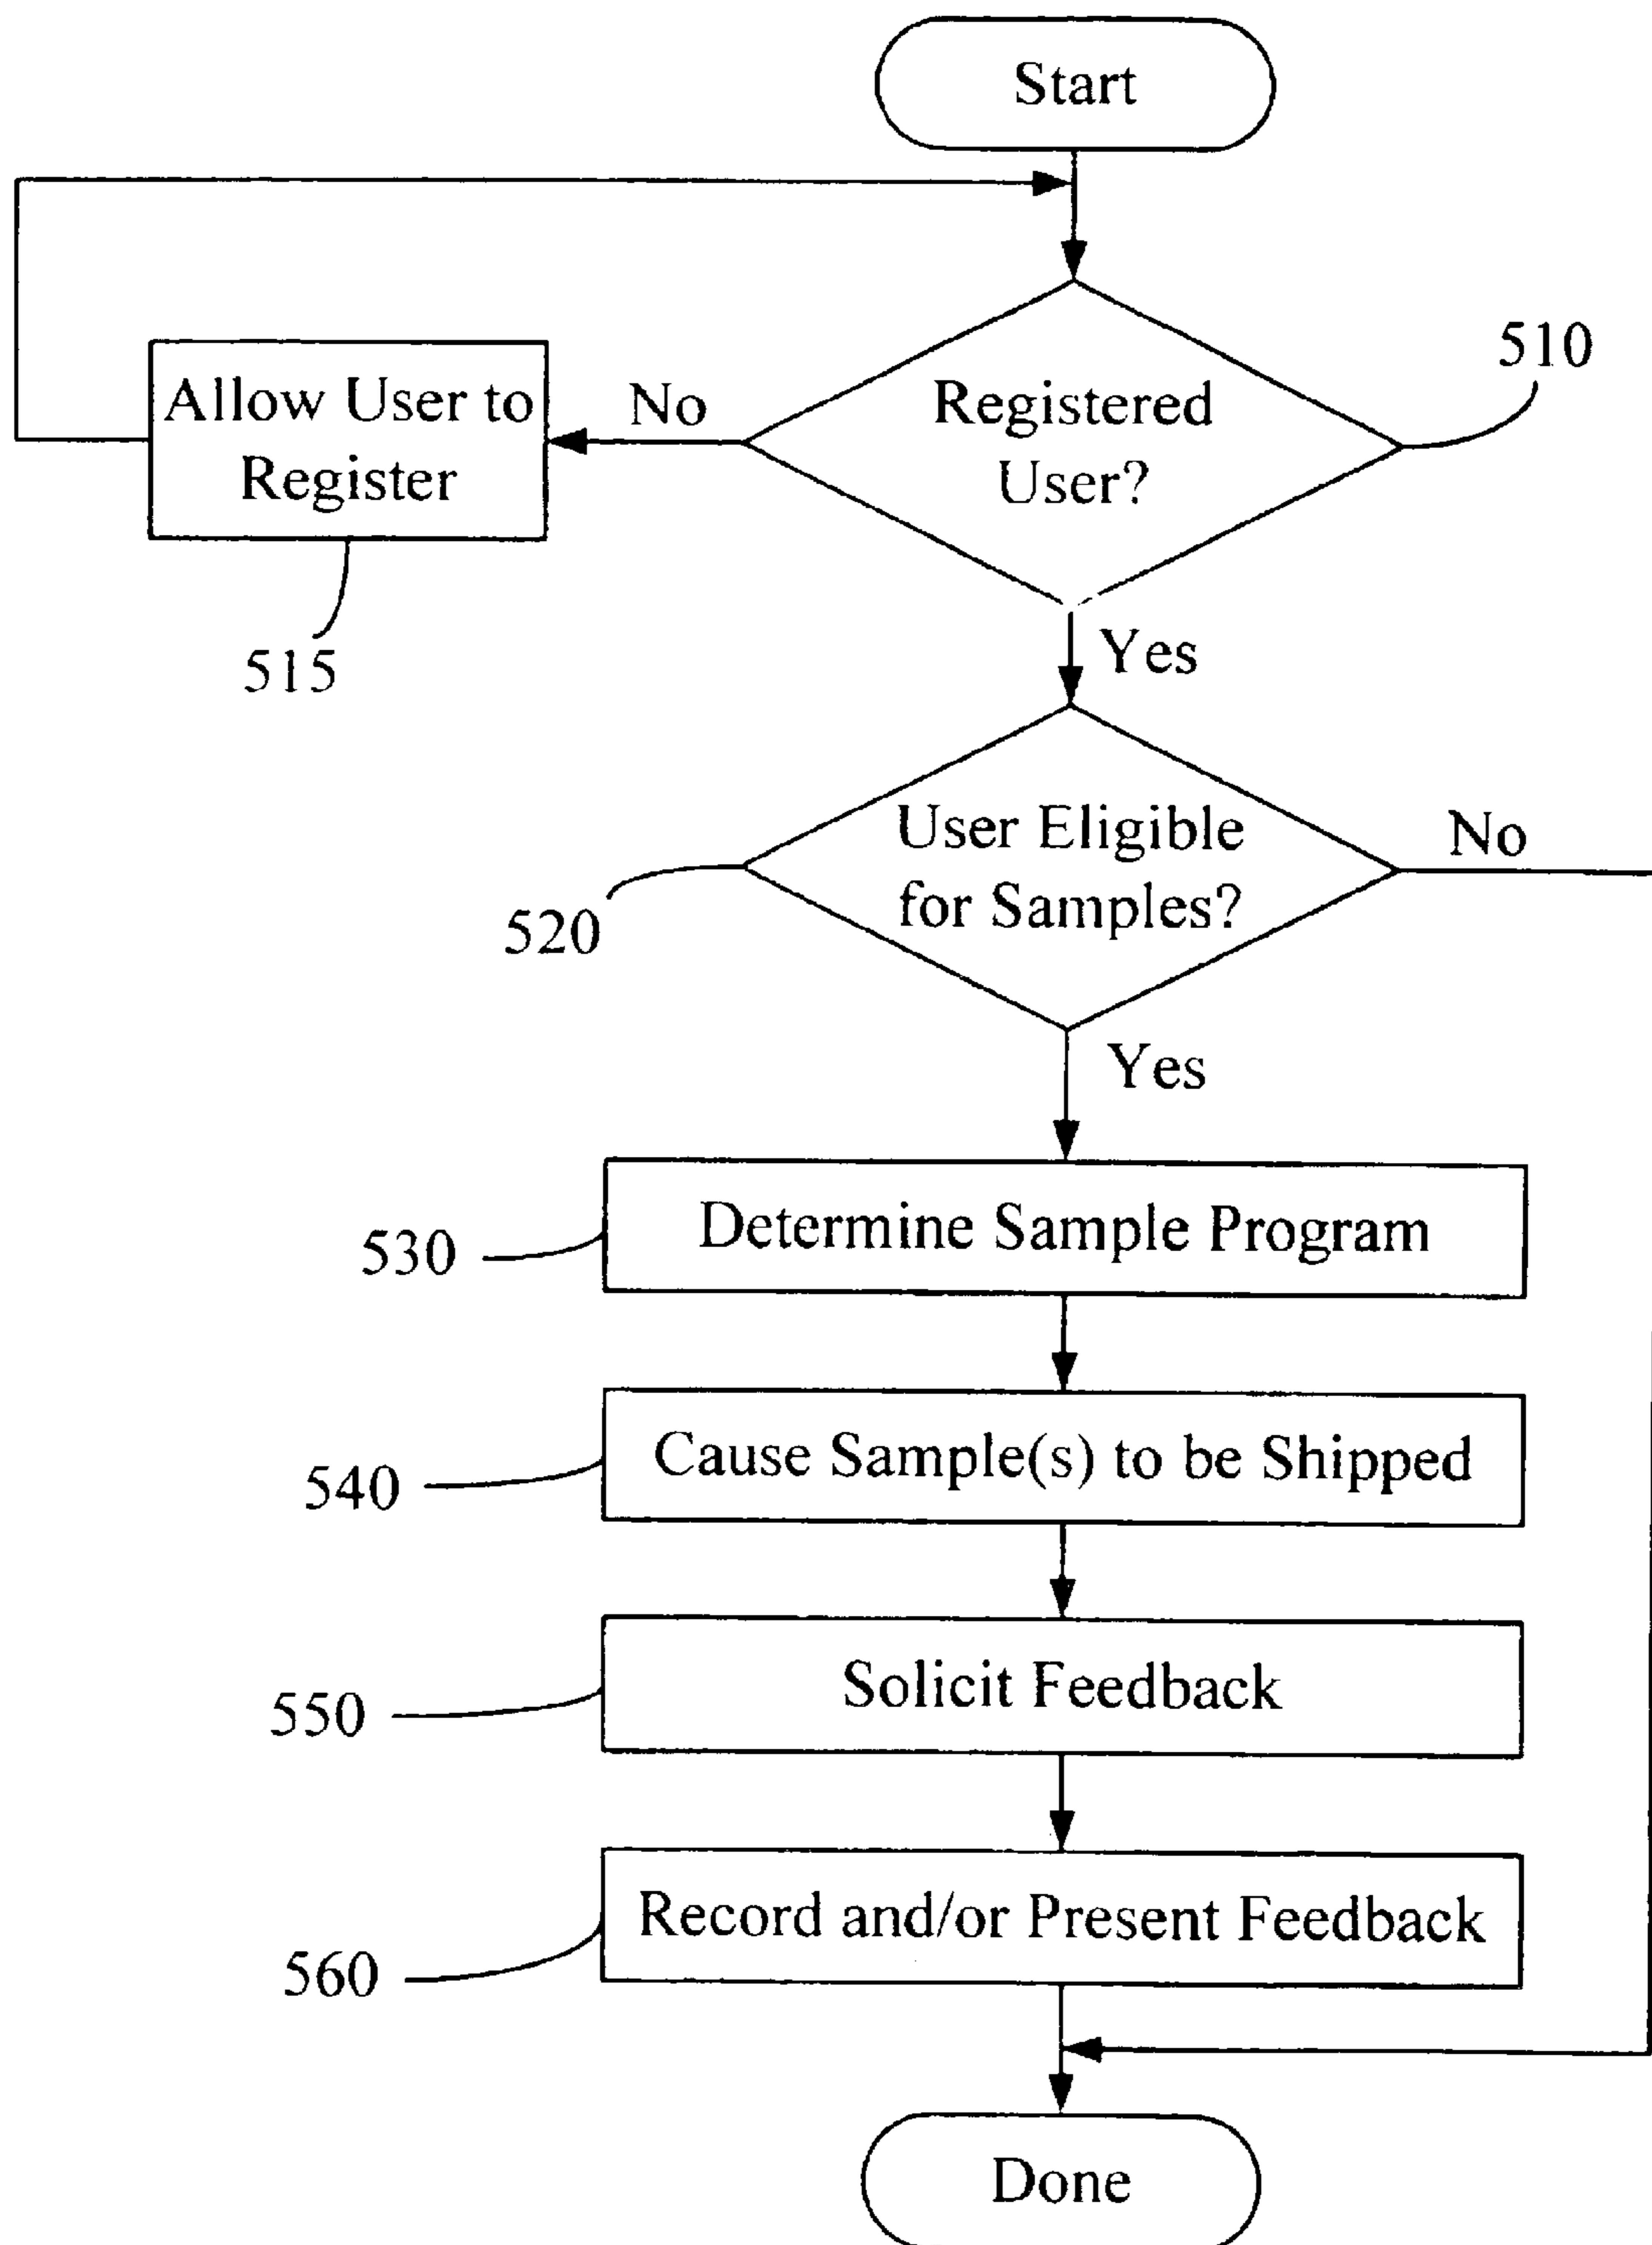 Start
Registered
User?
510
No
Allow User to
Register
515
Yes
User Eligible
for Samples?
520
No
Yes
Determine Sample Program
530
Cause Sample(s) to be Shipped
540
Solicit Feedback
550
Record and/or Present Feedback
560
Done